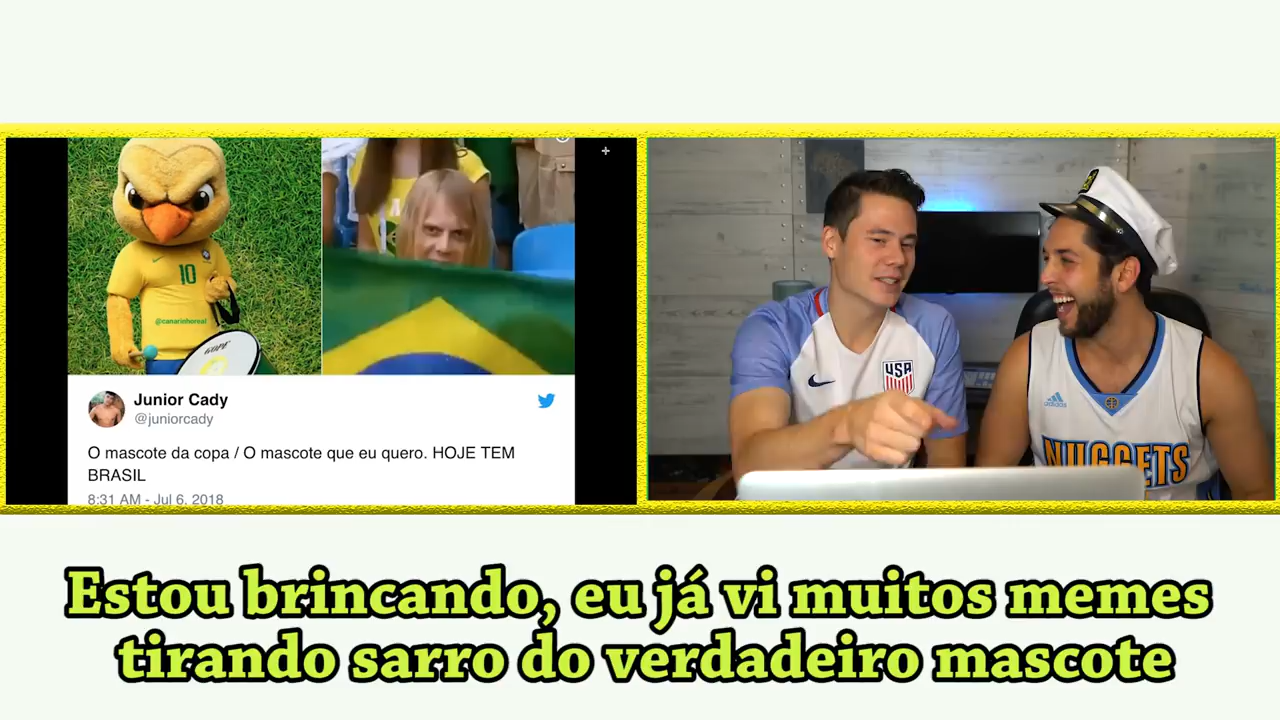 10
@canarinhoreal
GOPE
Junior Cady
@juniorcady
O mascote da copa / O mascote que eu quero. HOJE TEM
BRASIL
8:31 AM - Jul 6, 2018
USA
adidas
NUGGETS
Estou brincando, eu já vi muitos memes
tirando sarro do verdadeiro mascote